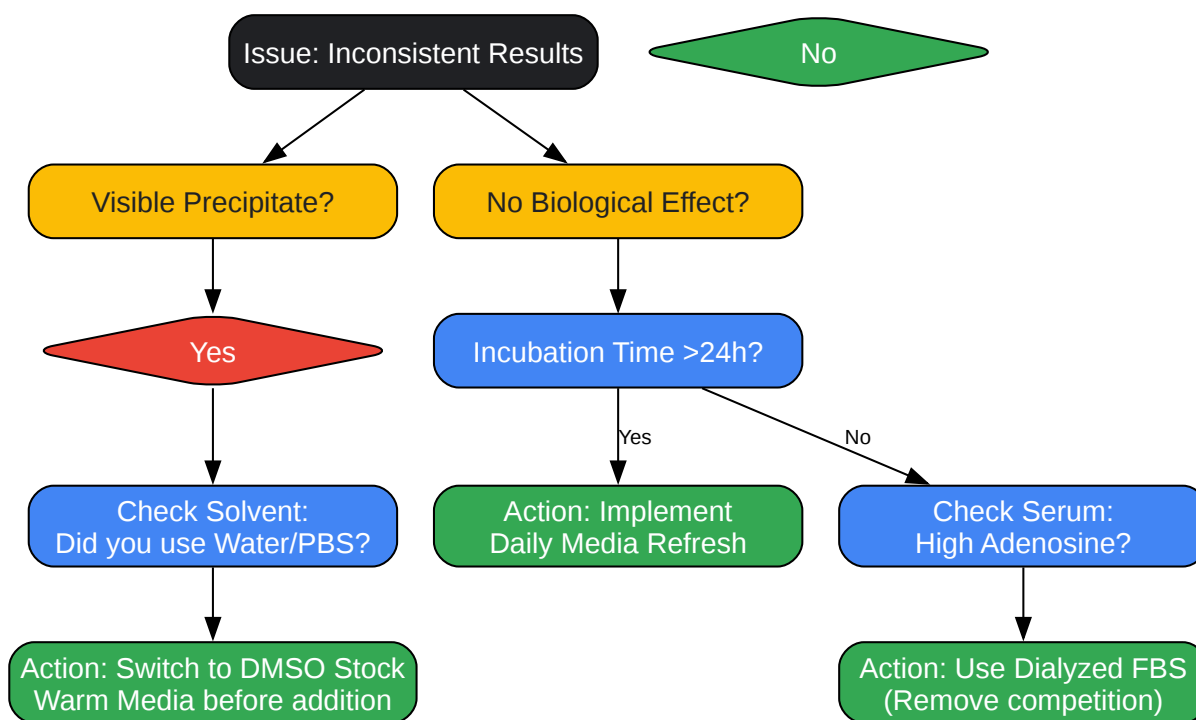 Issue: Inconsistent Results
No
Visible Precipitate?
No Biological Effect?
Yes
Incubation Time >24h?
Yes
No
Check Solvent:
Did you use Water/PBS?
Action: Implement
Daily Media Refresh
Check Serum:
High Adenosine?
Action: Switch to DMSO Stock
Warm Media before addition
Action: Use Dialyzed FBS
(Remove competition)